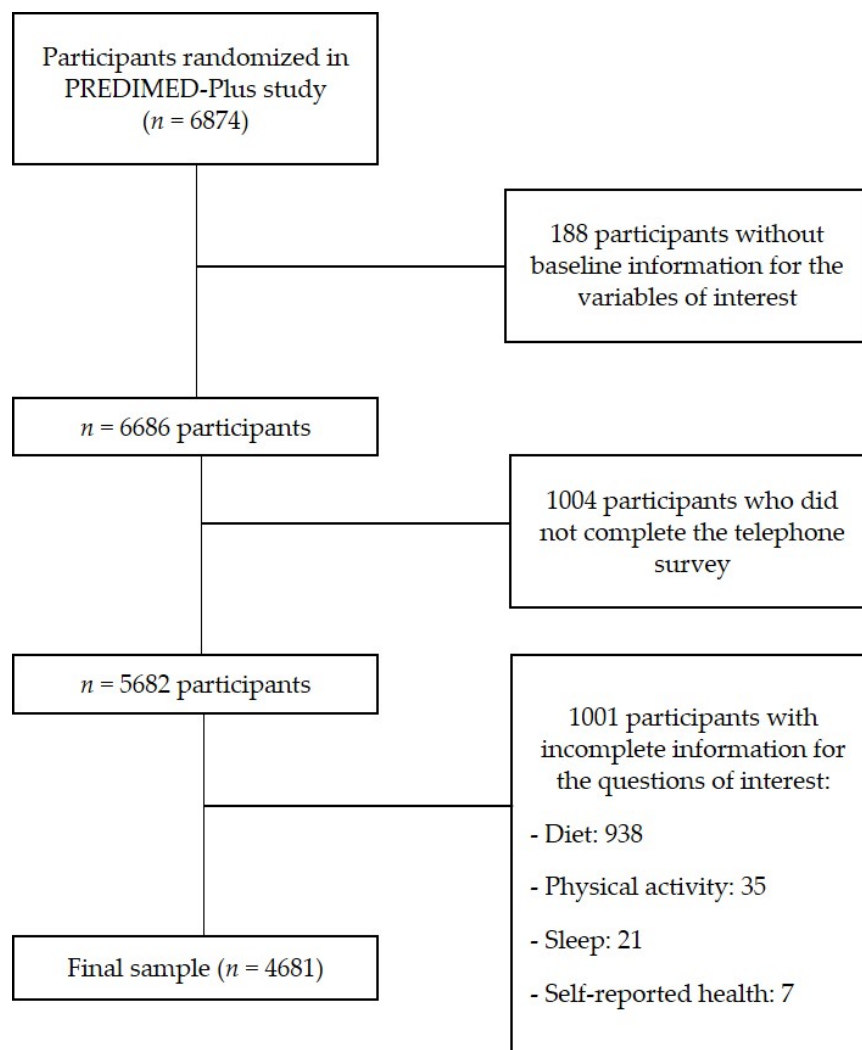 Participants randomized in
PREDIMED-Plus study
(n = 6874)
188 participants without
baseline information for the
variables of interest
n = 6686 participants
1004 participants who did
not complete the telephone
survey
n = 5682 participants
1001 participants with
incomplete information for
the questions of interest:
- Diet: 938
- Physical activity: 35
- Sleep: 21
- Self-reported health: 7
Final sample (n = 4681)